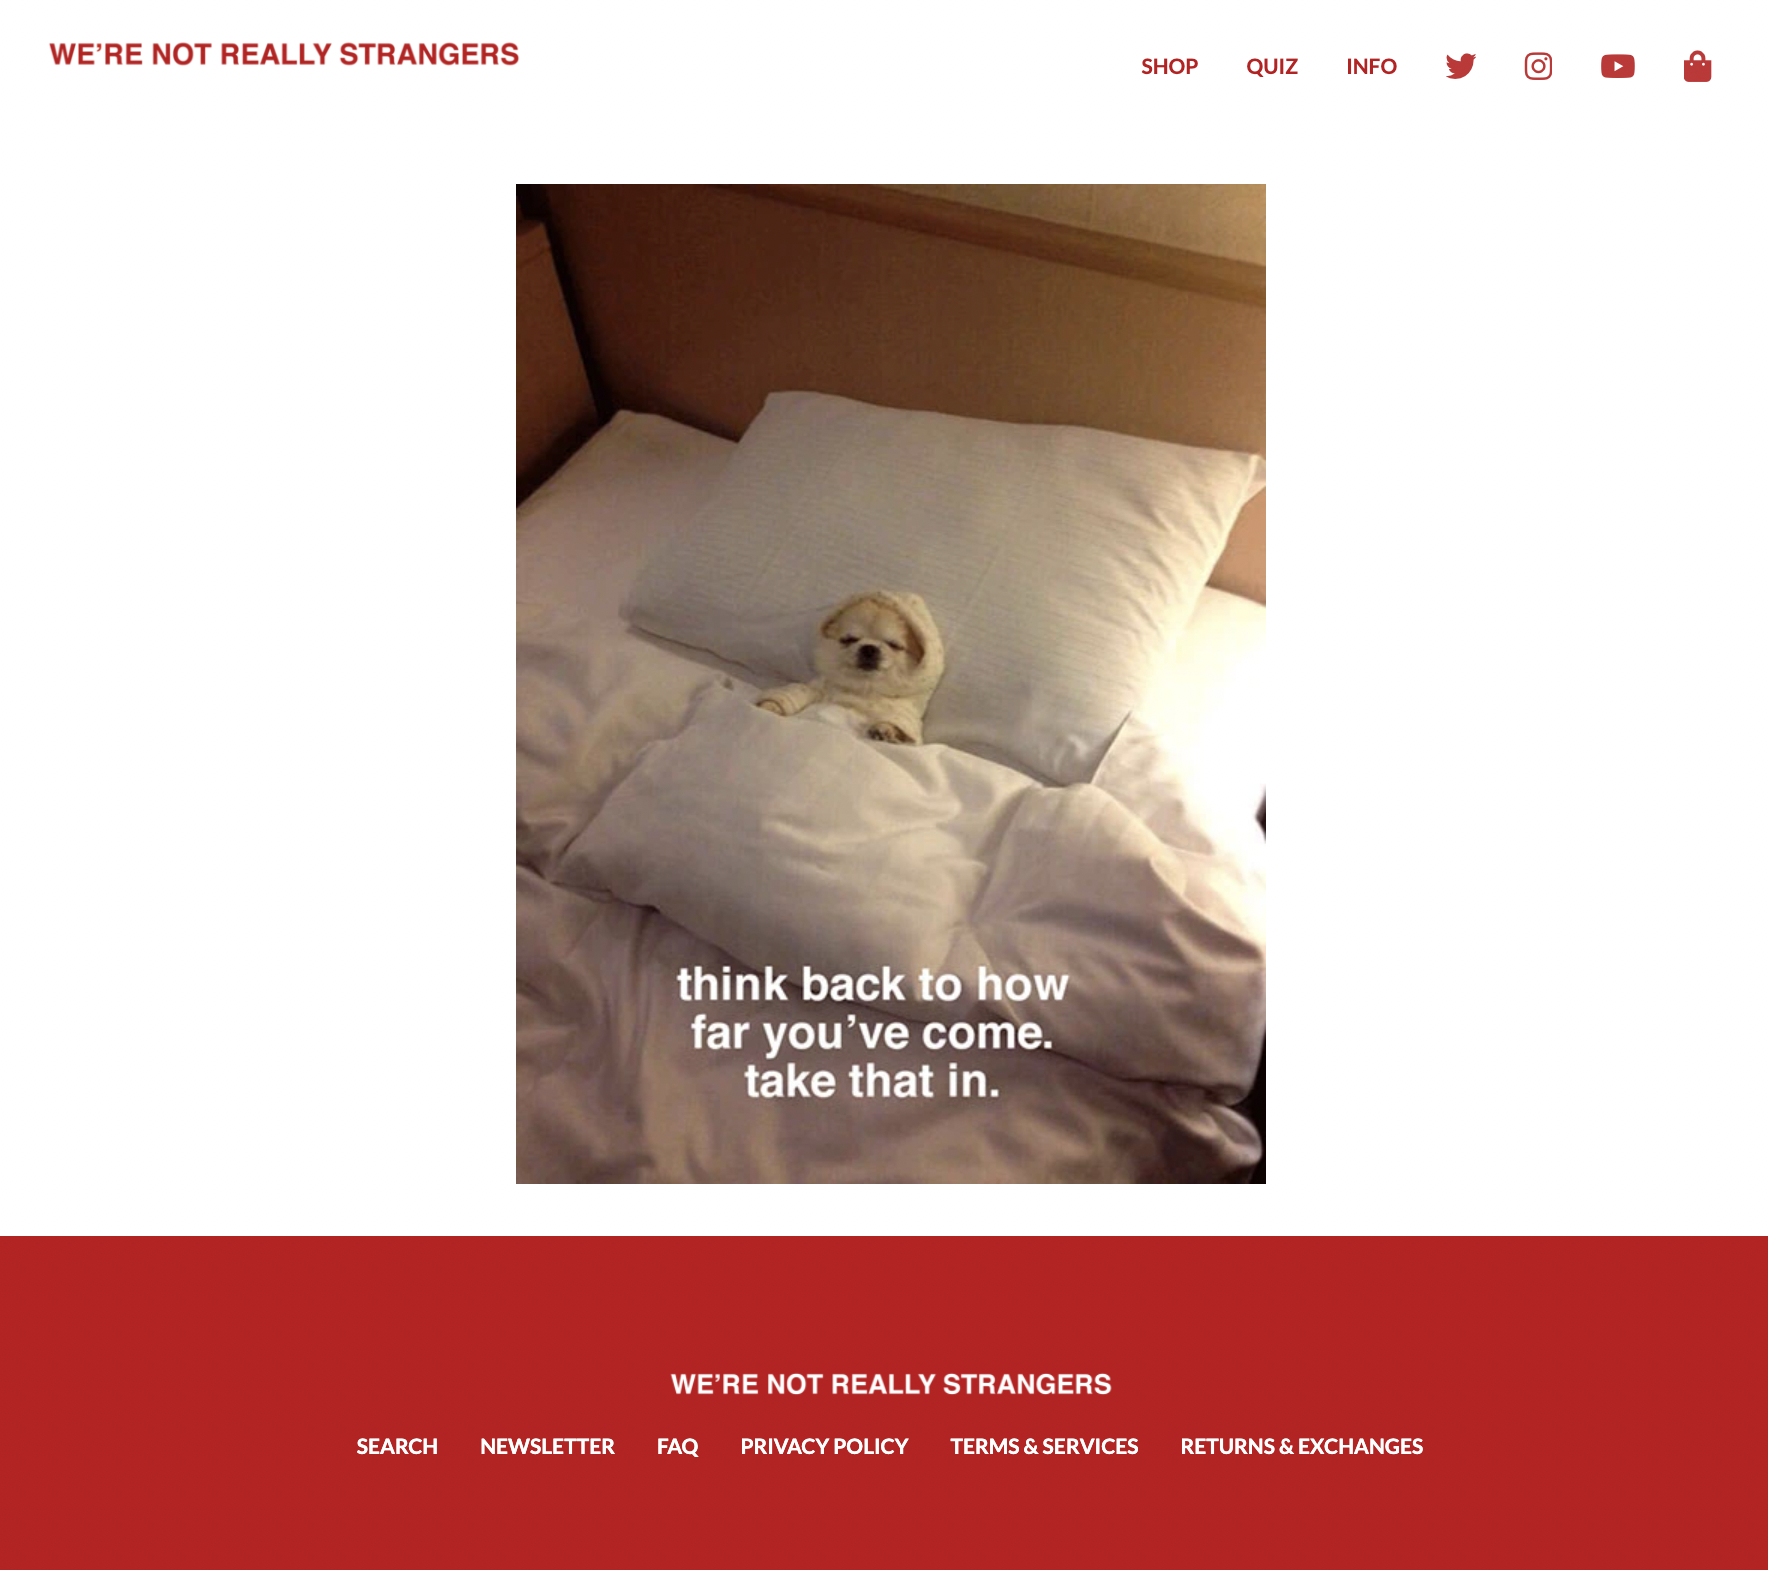 WE’RE NOT REALLY STRANGERS
SHOP QUIZ INFO
think back to how
far you’ve come.
take that in.
WE’RE NOT REALLY STRANGERS
SEARCH NEWSLETTER FAQ PRIVACY POLICY TERMS & SERVICES RETURNS & EXCHANGES